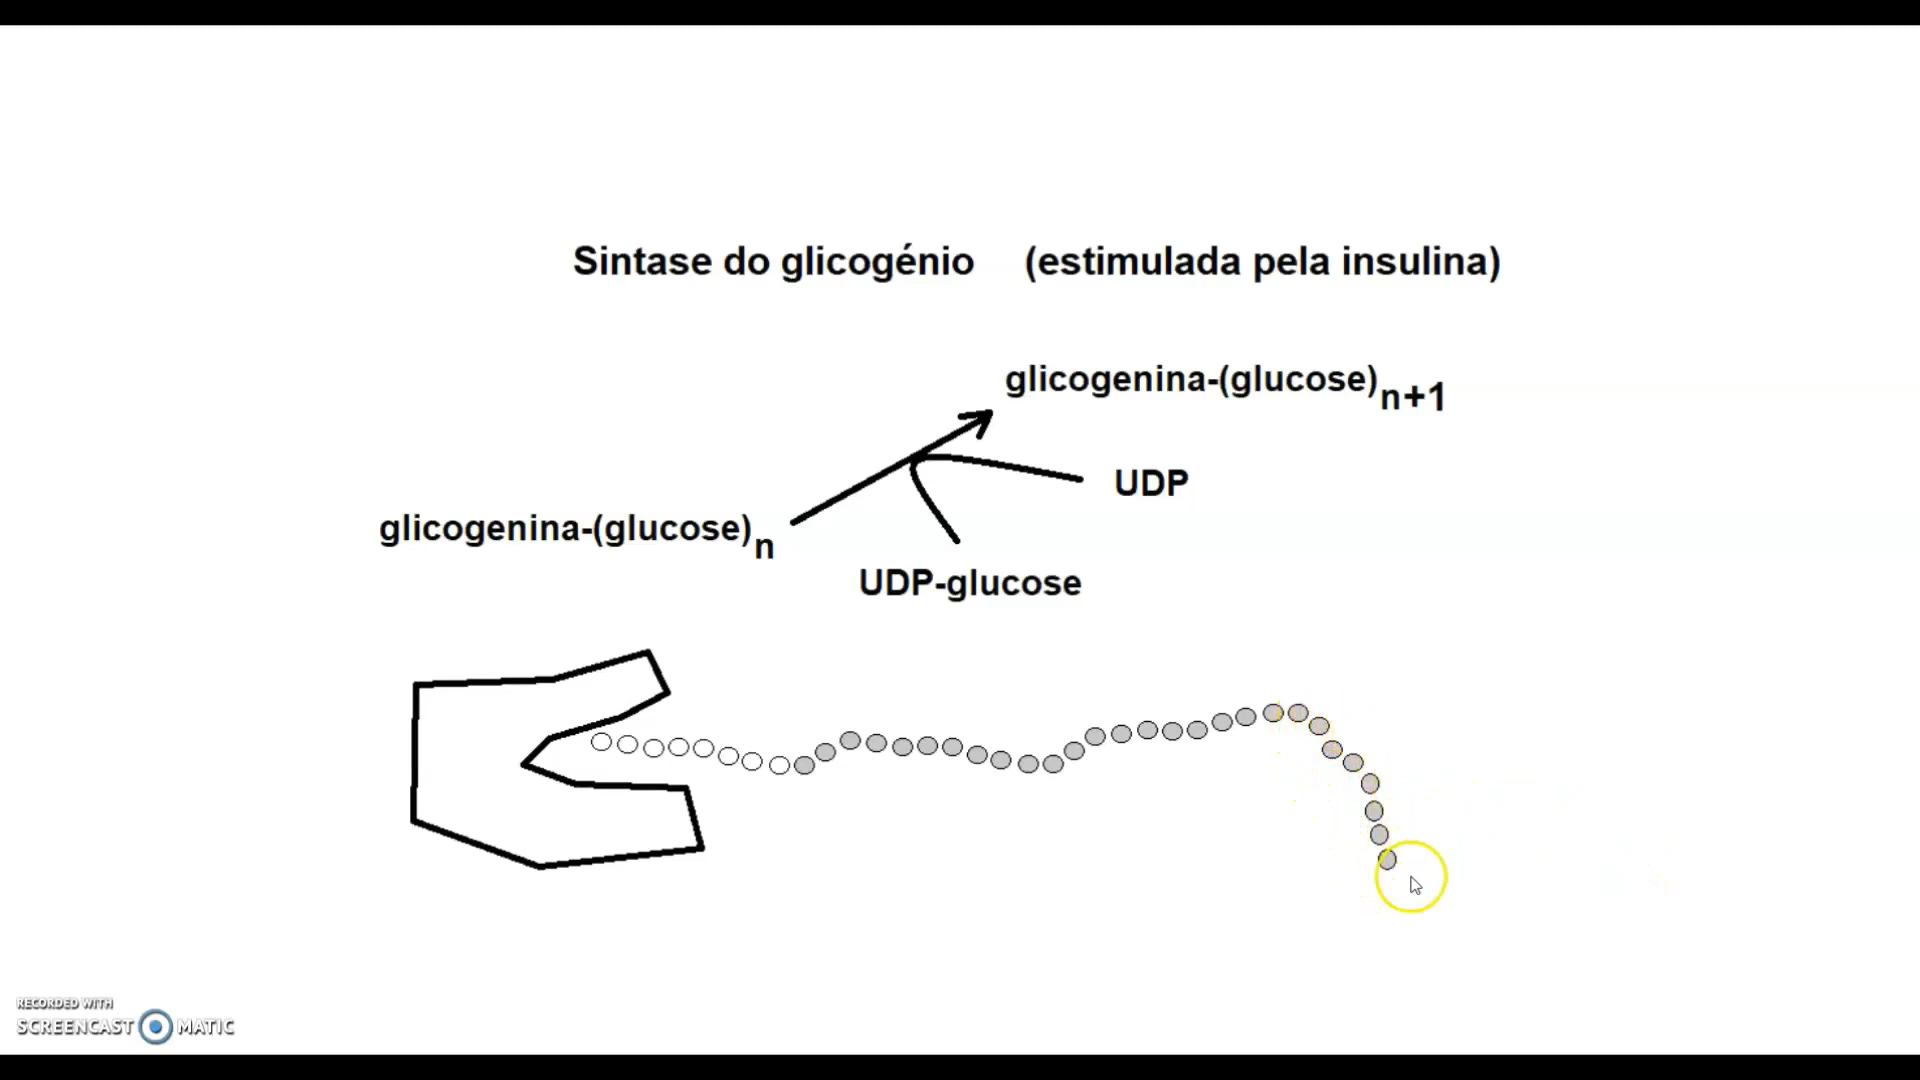 Sintase do glicogénio (estimulada pela insulina)
glicogenina-(glucose)n+1
UDP
glicogenina-(glucose)n
UDP-glucose
RECORDED WITH
SCREENCAST MATIC